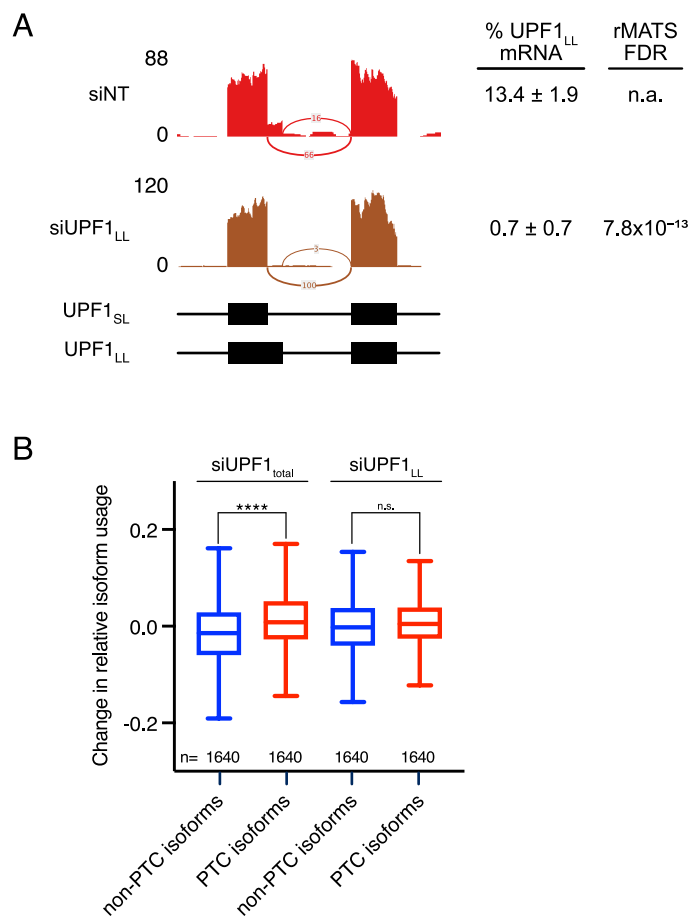 A
% UPF1LL mRNA
rMATS FDR
88
siNT
0
16
66
13.4 ± 1.9
n.a.
120
siUPF1LL
0
3
100
0.7 ± 0.7
7.8x10⁻¹³
UPF1SL
UPF1LL
B
siUPF1total
siUPF1LL
****
n.s.
Change in relative isoform usage
0.2
0.0
-0.2
n= 1640 1640 1640 1640
non-PTC isoforms
PTC isoforms
non-PTC isoforms
PTC isoforms